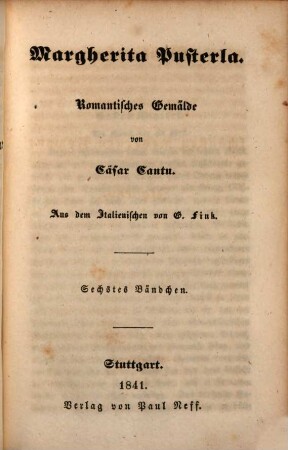 Margherita Pusterla.
Romantisches Gemälde
von
Cäsar Cantu.
Aus dem Italienischen von G. Fink.
Sechstes Bändchen.
Stuttgart.
1841.
Verlag von Paul Neff.